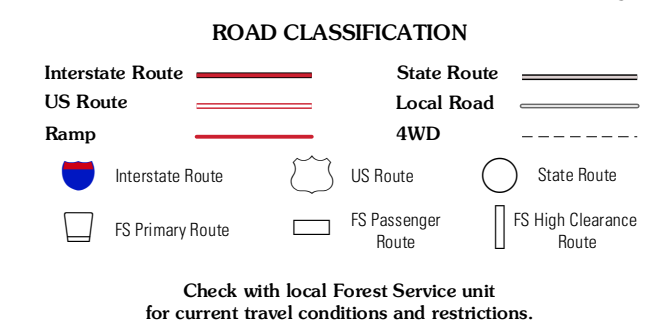 ROAD CLASSIFICATION
Interstate Route
State Route
US Route
Local Road
Ramp
4WD
Interstate Route
US Route
State Route
FS Primary Route
FS Passenger
Route
FS High Clearance
Route
Check with local Forest Service unit
for current travel conditions and restrictions.